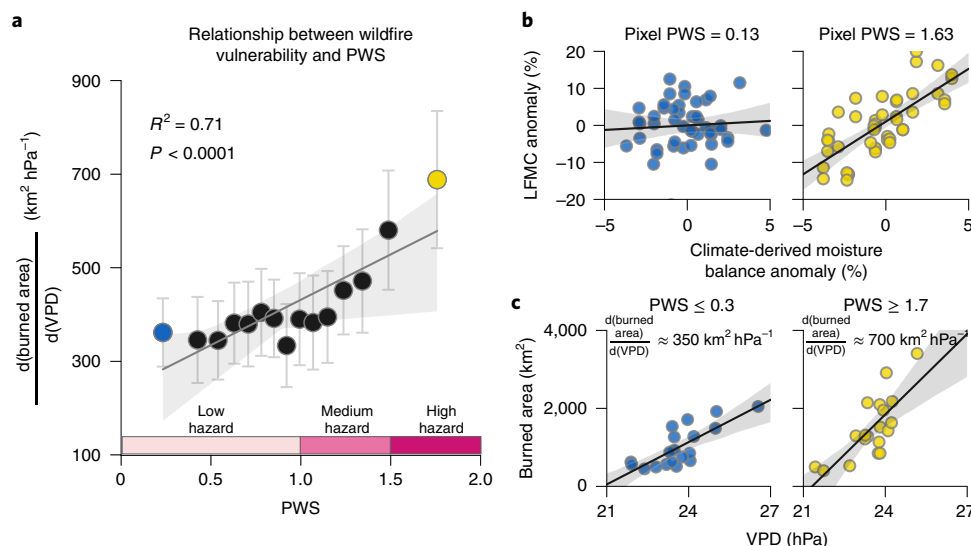 a
Relationship between wildfire
vulnerability and PWS
900
700
500
300
100
R² = 0.71
P < 0.0001
d(burned area)
d(VPD)
(km² hPa⁻¹)
Low
hazard
Medium
hazard
High
hazard
0
0.5
1.0
1.5
2.0
PWS
b
Pixel PWS = 0.13
Pixel PWS = 1.63
LFMC anomaly (%)
20
10
0
−10
−20
−5
0
5
−5
0
5
Climate-derived moisture
balance anomaly (%)
c
PWS ≤ 0.3
PWS ≥ 1.7
d(burned
area)
d(VPD)
≈ 350 km² hPa⁻¹
d(burned
area)
d(VPD)
≈ 700 km² hPa⁻¹
Burned area (km²)
4,000
2,000
0
21
24
27
21
24
27
VPD (hPa)